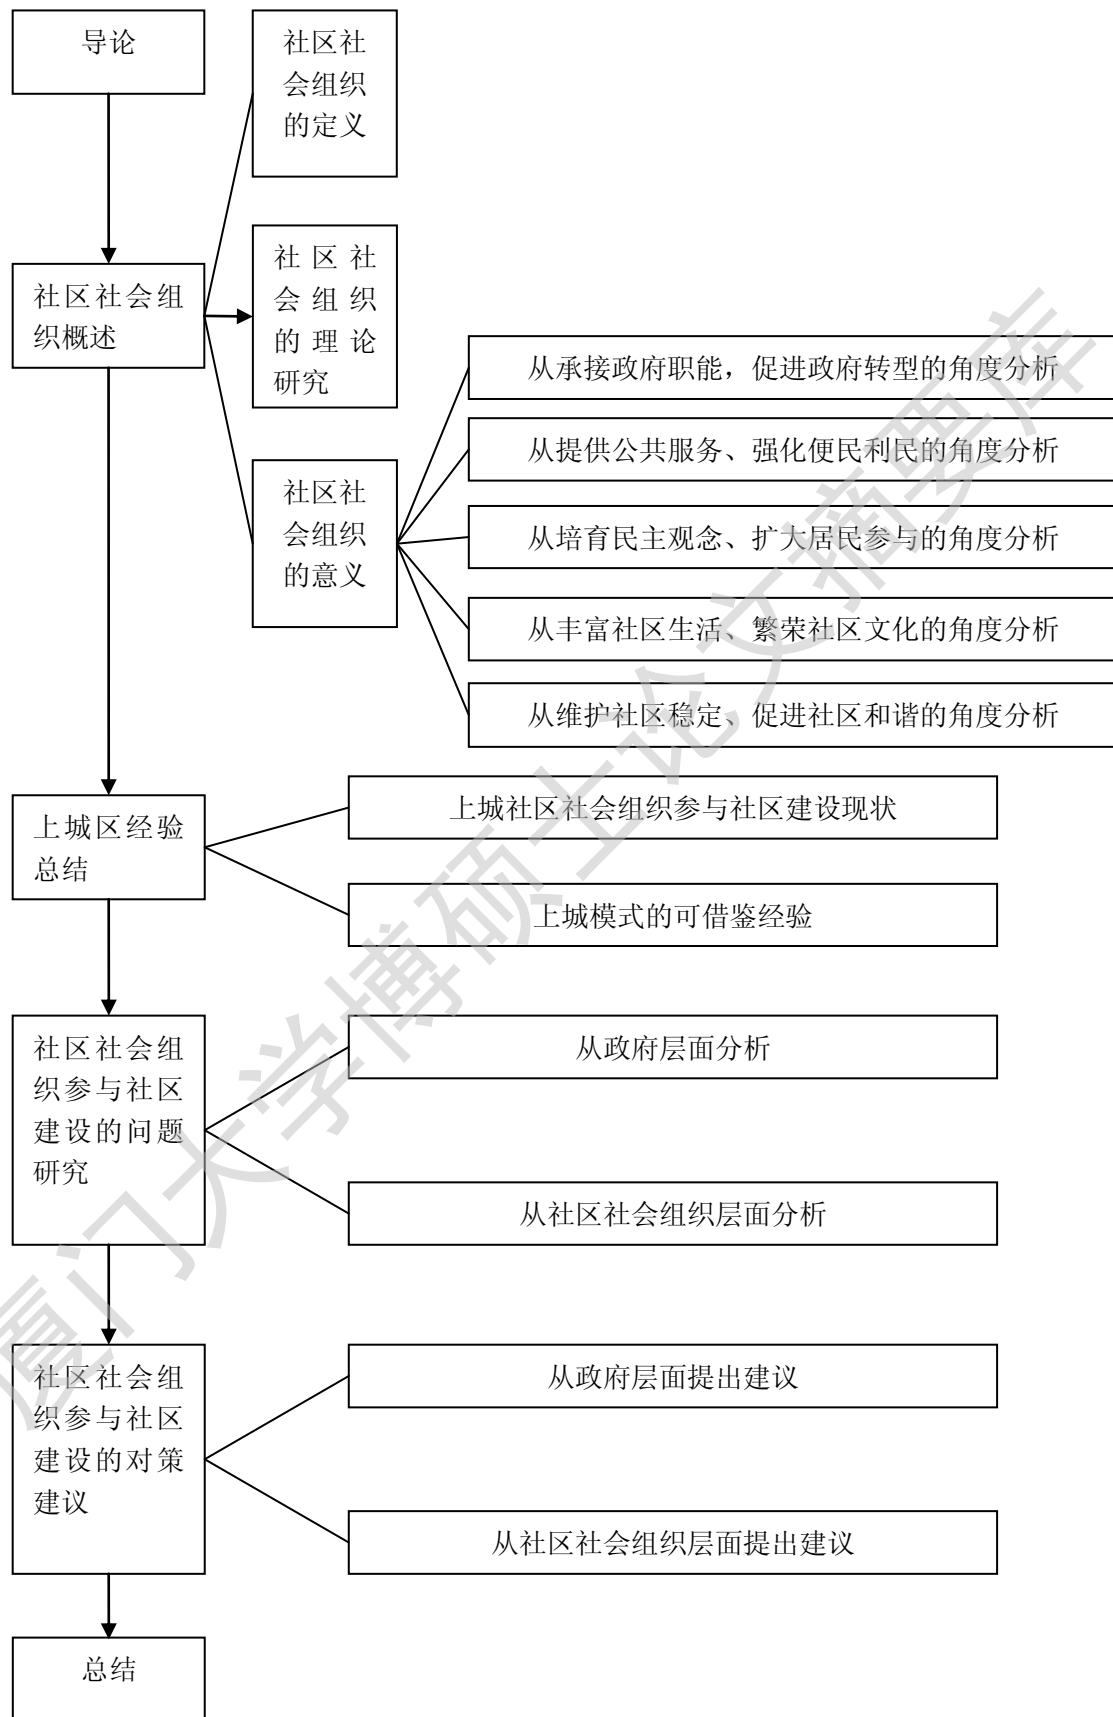 导论
社区社
会组织
的定义
社区社会组
织概述
社区社
会组织
的理论
研究
社区社
会组织
的意义
从承接政府职能，促进政府转型的角度分析
从提供公共服务、强化便民利民的角度分析
从培育民主观念、扩大居民参与的角度分析
从丰富社区生活、繁荣社区文化的角度分析
从维护社区稳定、促进社区和谐的角度分析
上城区经验
总结
上城社区社会组织参与社区建设现状
上城模式的可借鉴经验
社区社会组
织参与社区
建设的问题
研究
从政府层面分析
从社区社会组织层面分析
社区社会组
织参与社区
建设的对策
建议
从政府层面提出建议
从社区社会组织层面提出建议
总结
厦门大学博硕士论文摘要库